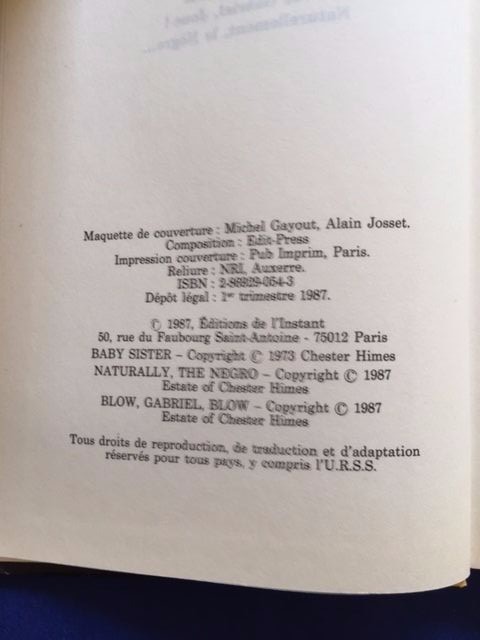 Maquette de couverture : Michel Gayout, Alain Josset.
Composition : Edit-Press
Impression couverture : Pub Imprim, Paris.
Reliure : NRI, Auxerre.
ISBN : 2-86929-054-3
Dépôt légal : 1er trimestre 1987.
© 1987, Éditions de l'Instant
50, rue du Faubourg Saint-Antoine - 75012 Paris
BABY SISTER – Copyright © 1973 Chester Himes
NATURALLY, THE NEGRO – Copyright © 1987
Estate of Chester Himes
BLOW, GABRIEL, BLOW – Copyright © 1987
Estate of Chester Himes
Tous droits de reproduction, de traduction et d'adaptation
réservés pour tous pays, y compris l'U.R.S.S.